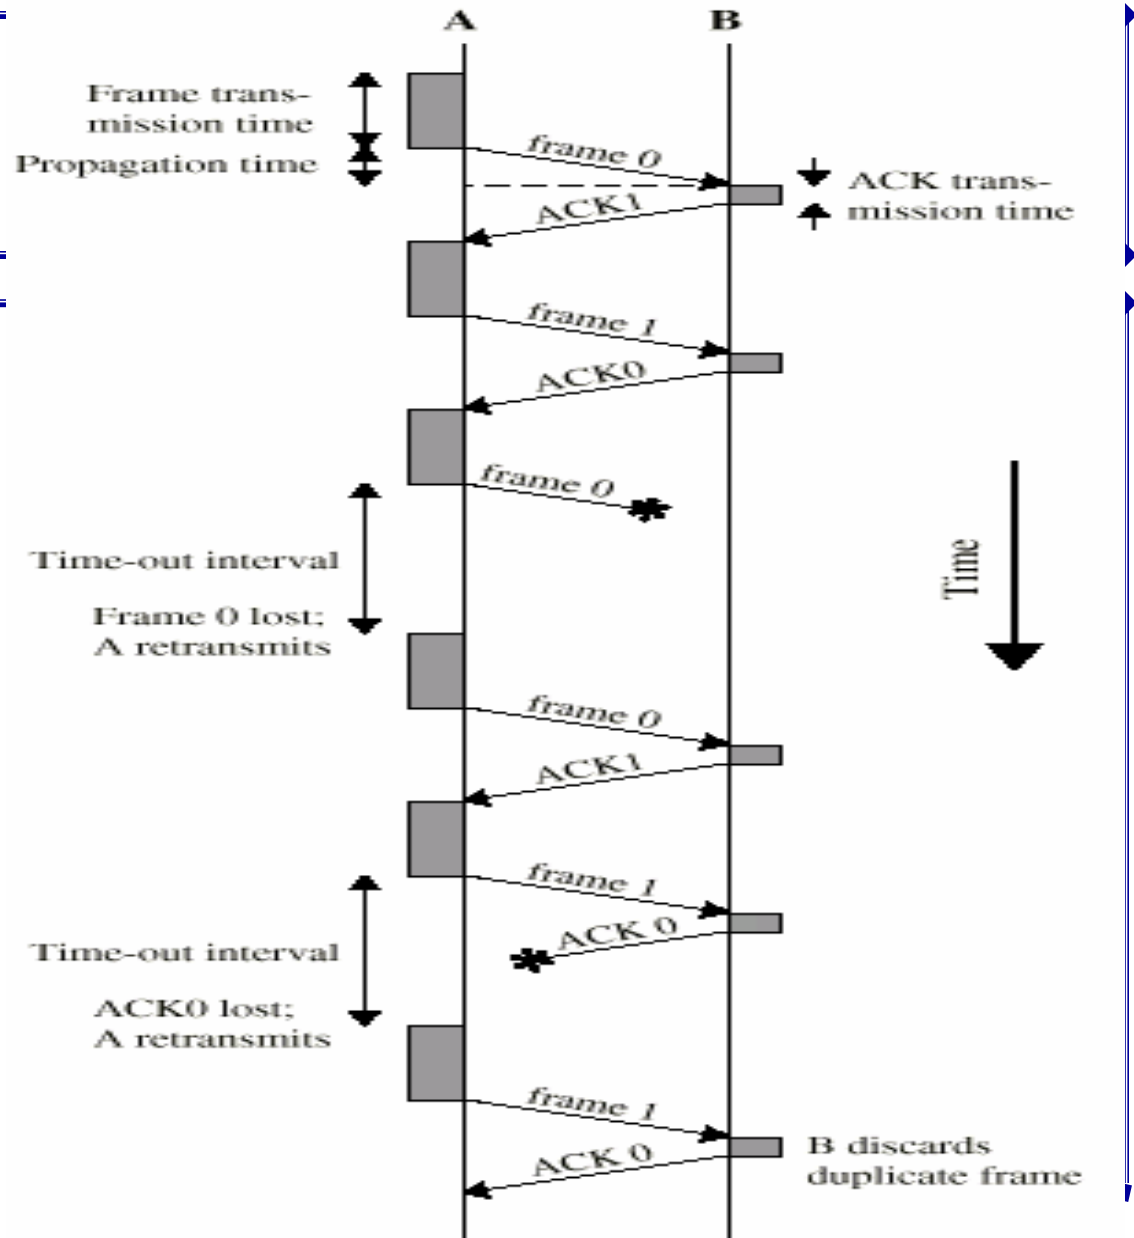 A
B
Frame trans-
mission time
Propagation time
frame 0
ACK trans-
mission time
ACK1
frame 1
ACK0
frame 0
Time-out interval
Frame 0 lost;
A retransmits
Time
frame 0
ACK1
frame 1
ACK 0
Time-out interval
ACK0 lost;
A retransmits
frame 1
ACK 0
B discards
duplicate frame